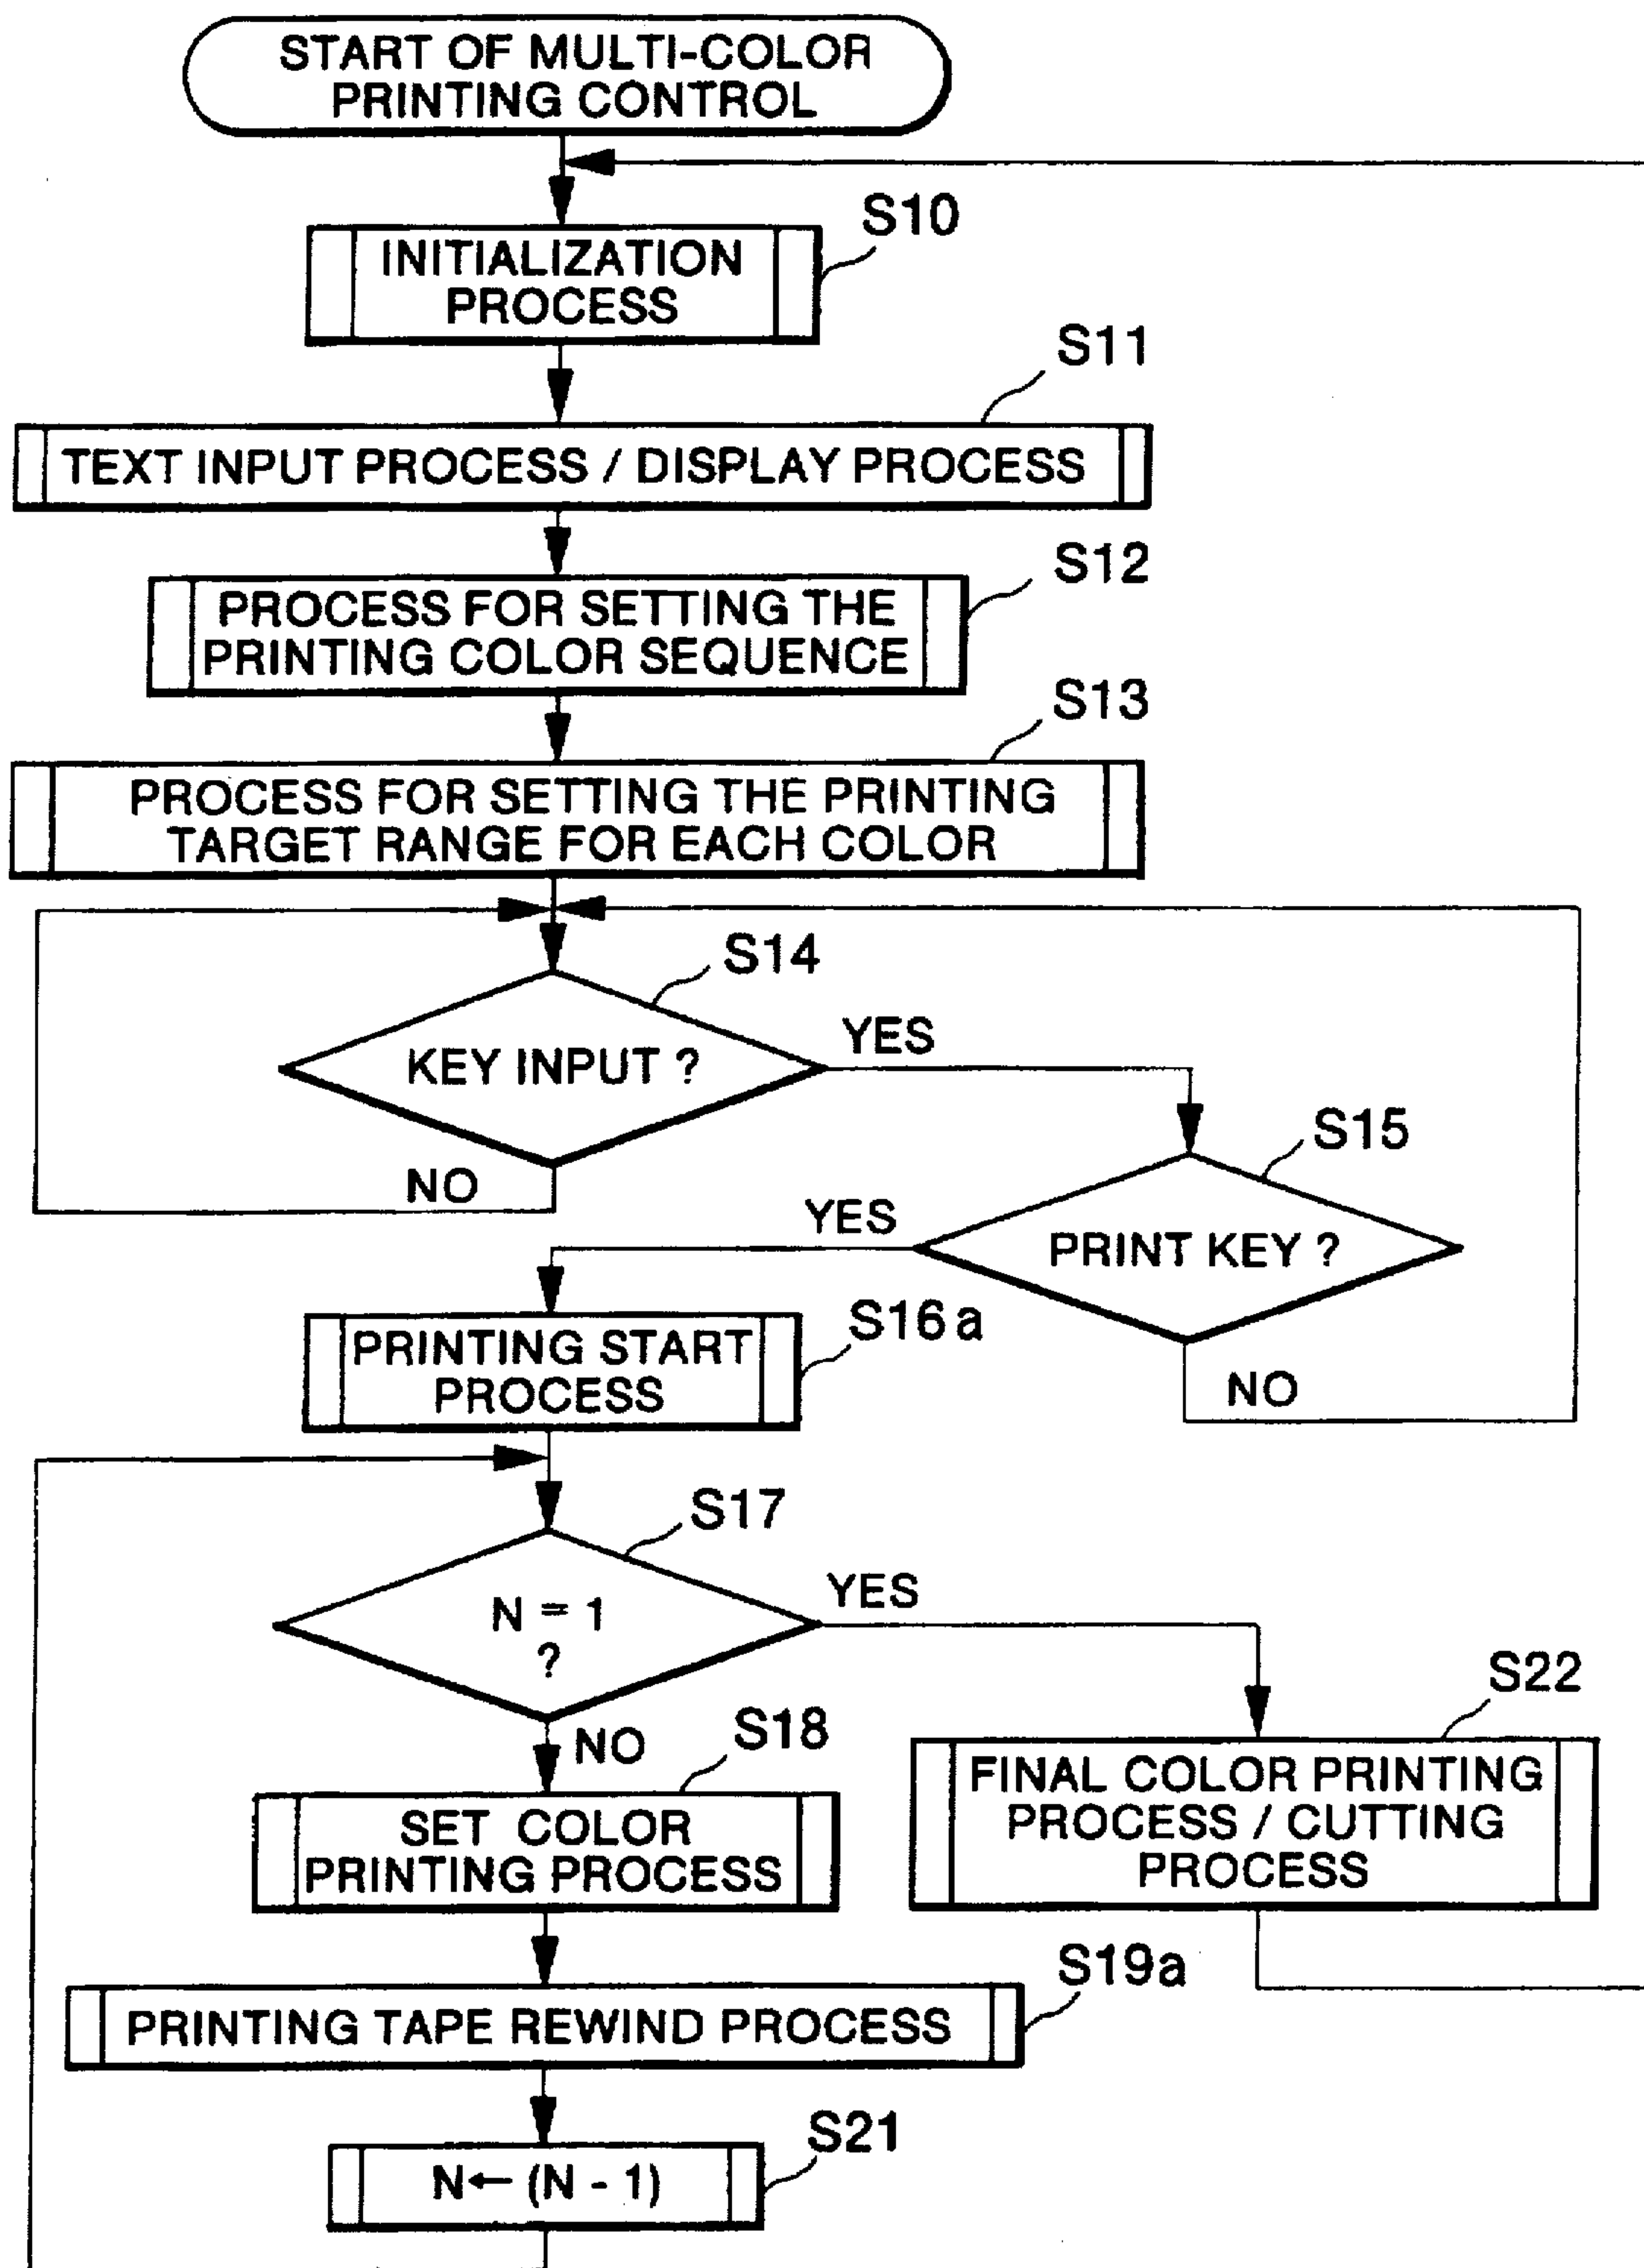 START OF MULTI-COLOR
PRINTING CONTROL
S10
INITIALIZATION
PROCESS
S11
TEXT INPUT PROCESS / DISPLAY PROCESS
S12
PROCESS FOR SETTING THE
PRINTING COLOR SEQUENCE
S13
PROCESS FOR SETTING THE PRINTING
TARGET RANGE FOR EACH COLOR
S14
KEY INPUT ?
YES
NO
S15
PRINT KEY ?
YES
NO
S16a
PRINTING START
PROCESS
S17
N = 1
?
YES
NO
S18
SET COLOR
PRINTING PROCESS
S22
FINAL COLOR PRINTING
PROCESS / CUTTING
PROCESS
S19a
PRINTING TAPE REWIND PROCESS
S21
N← (N - 1)